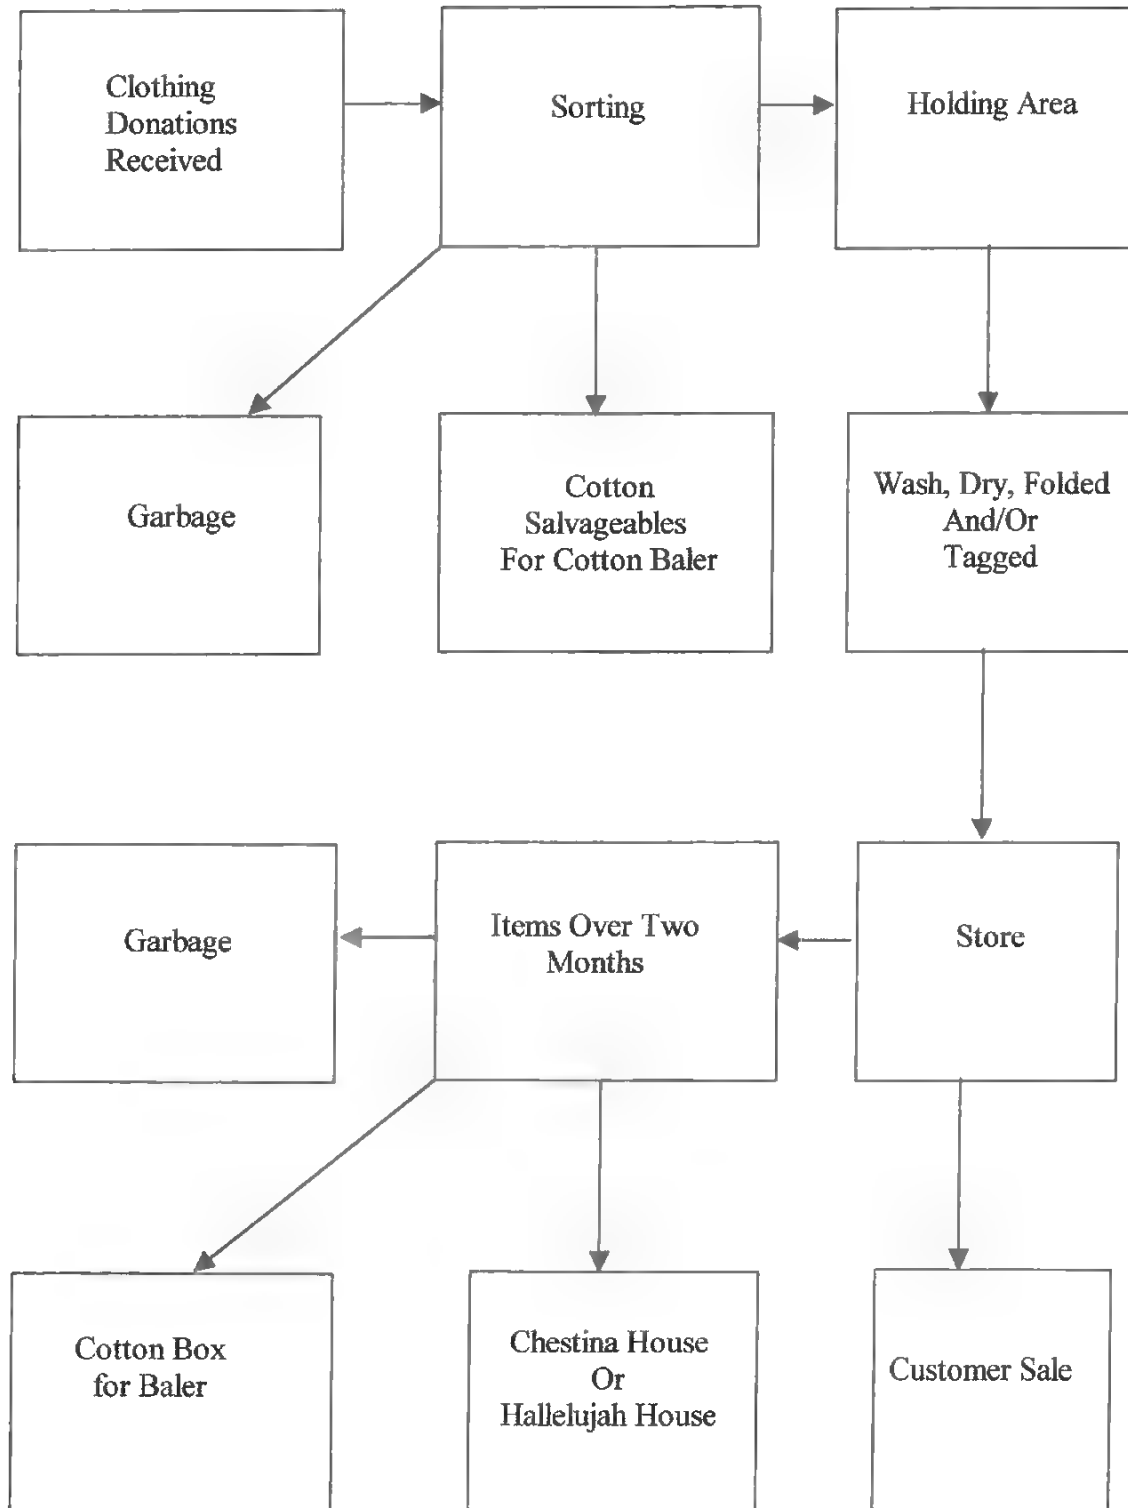 Clothing
Donations
Received
Sorting
Holding Area
Garbage
Cotton
Salvageables
For Cotton Baler
Wash, Dry, Folded
And/Or
Tagged
Garbage
Items Over Two
Months
Store
Cotton Box
for Baler
Chestina House
Or
Hallelujah House
Customer Sale